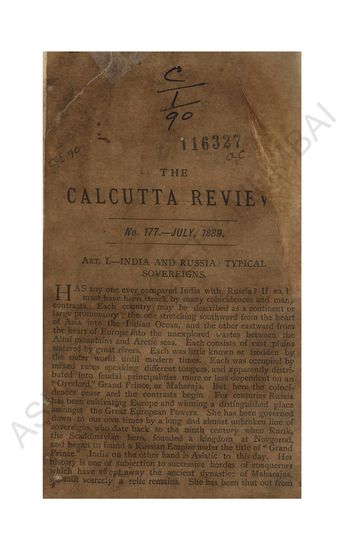 C
1
90
C-E 90
116327
O.C
THE
CALCUTTA REVIEW
No. 177.—JULY, 1889.
ART. I.—INDIA AND RUSSIA: TYPICAL
SOVEREIGNS.
HAS any one ever compared India with Russia? If so, I
must have been struck by many coincidences and many
contrasts. Each country may be described as a continent or
large promontory; the one stretching southward from the heart
of Asia into the Indian Ocean, and the other eastward from
the heart of Europe into the unexplored wastes between the
Altai mountains and Arctic seas. Each consists of vast plains
watered by great rivers. Each was little known or trodden by
the outer world until modern times. Each was occupied by
mixed races speaking different tongues, and apparently distri-
buted into feudal principalities more or less dependent on an
"Overlord," Grand Prince, or Maharaja. But here the coinci-
dences cease and the contrasts begin. For centuries Russia
has been cultivating Europe and winning a distinguished place
amongst the Great European Powers. She has been governed
down to our own times by a long and almost unbroken line of
sovereigns, who date back to the ninth century when Rurik,
the Scandinavian hero, founded a kingdom at Novgorod,
and began to found a Russian Empire under the title of "Grand
Prince" India on the other hand is Asiatic to this day. Her
history is one of subjection to successive hordes of conquerors
which have swept away the ancient dynasties of Maharajas,
scarcely a relic remains. She has been shut out from